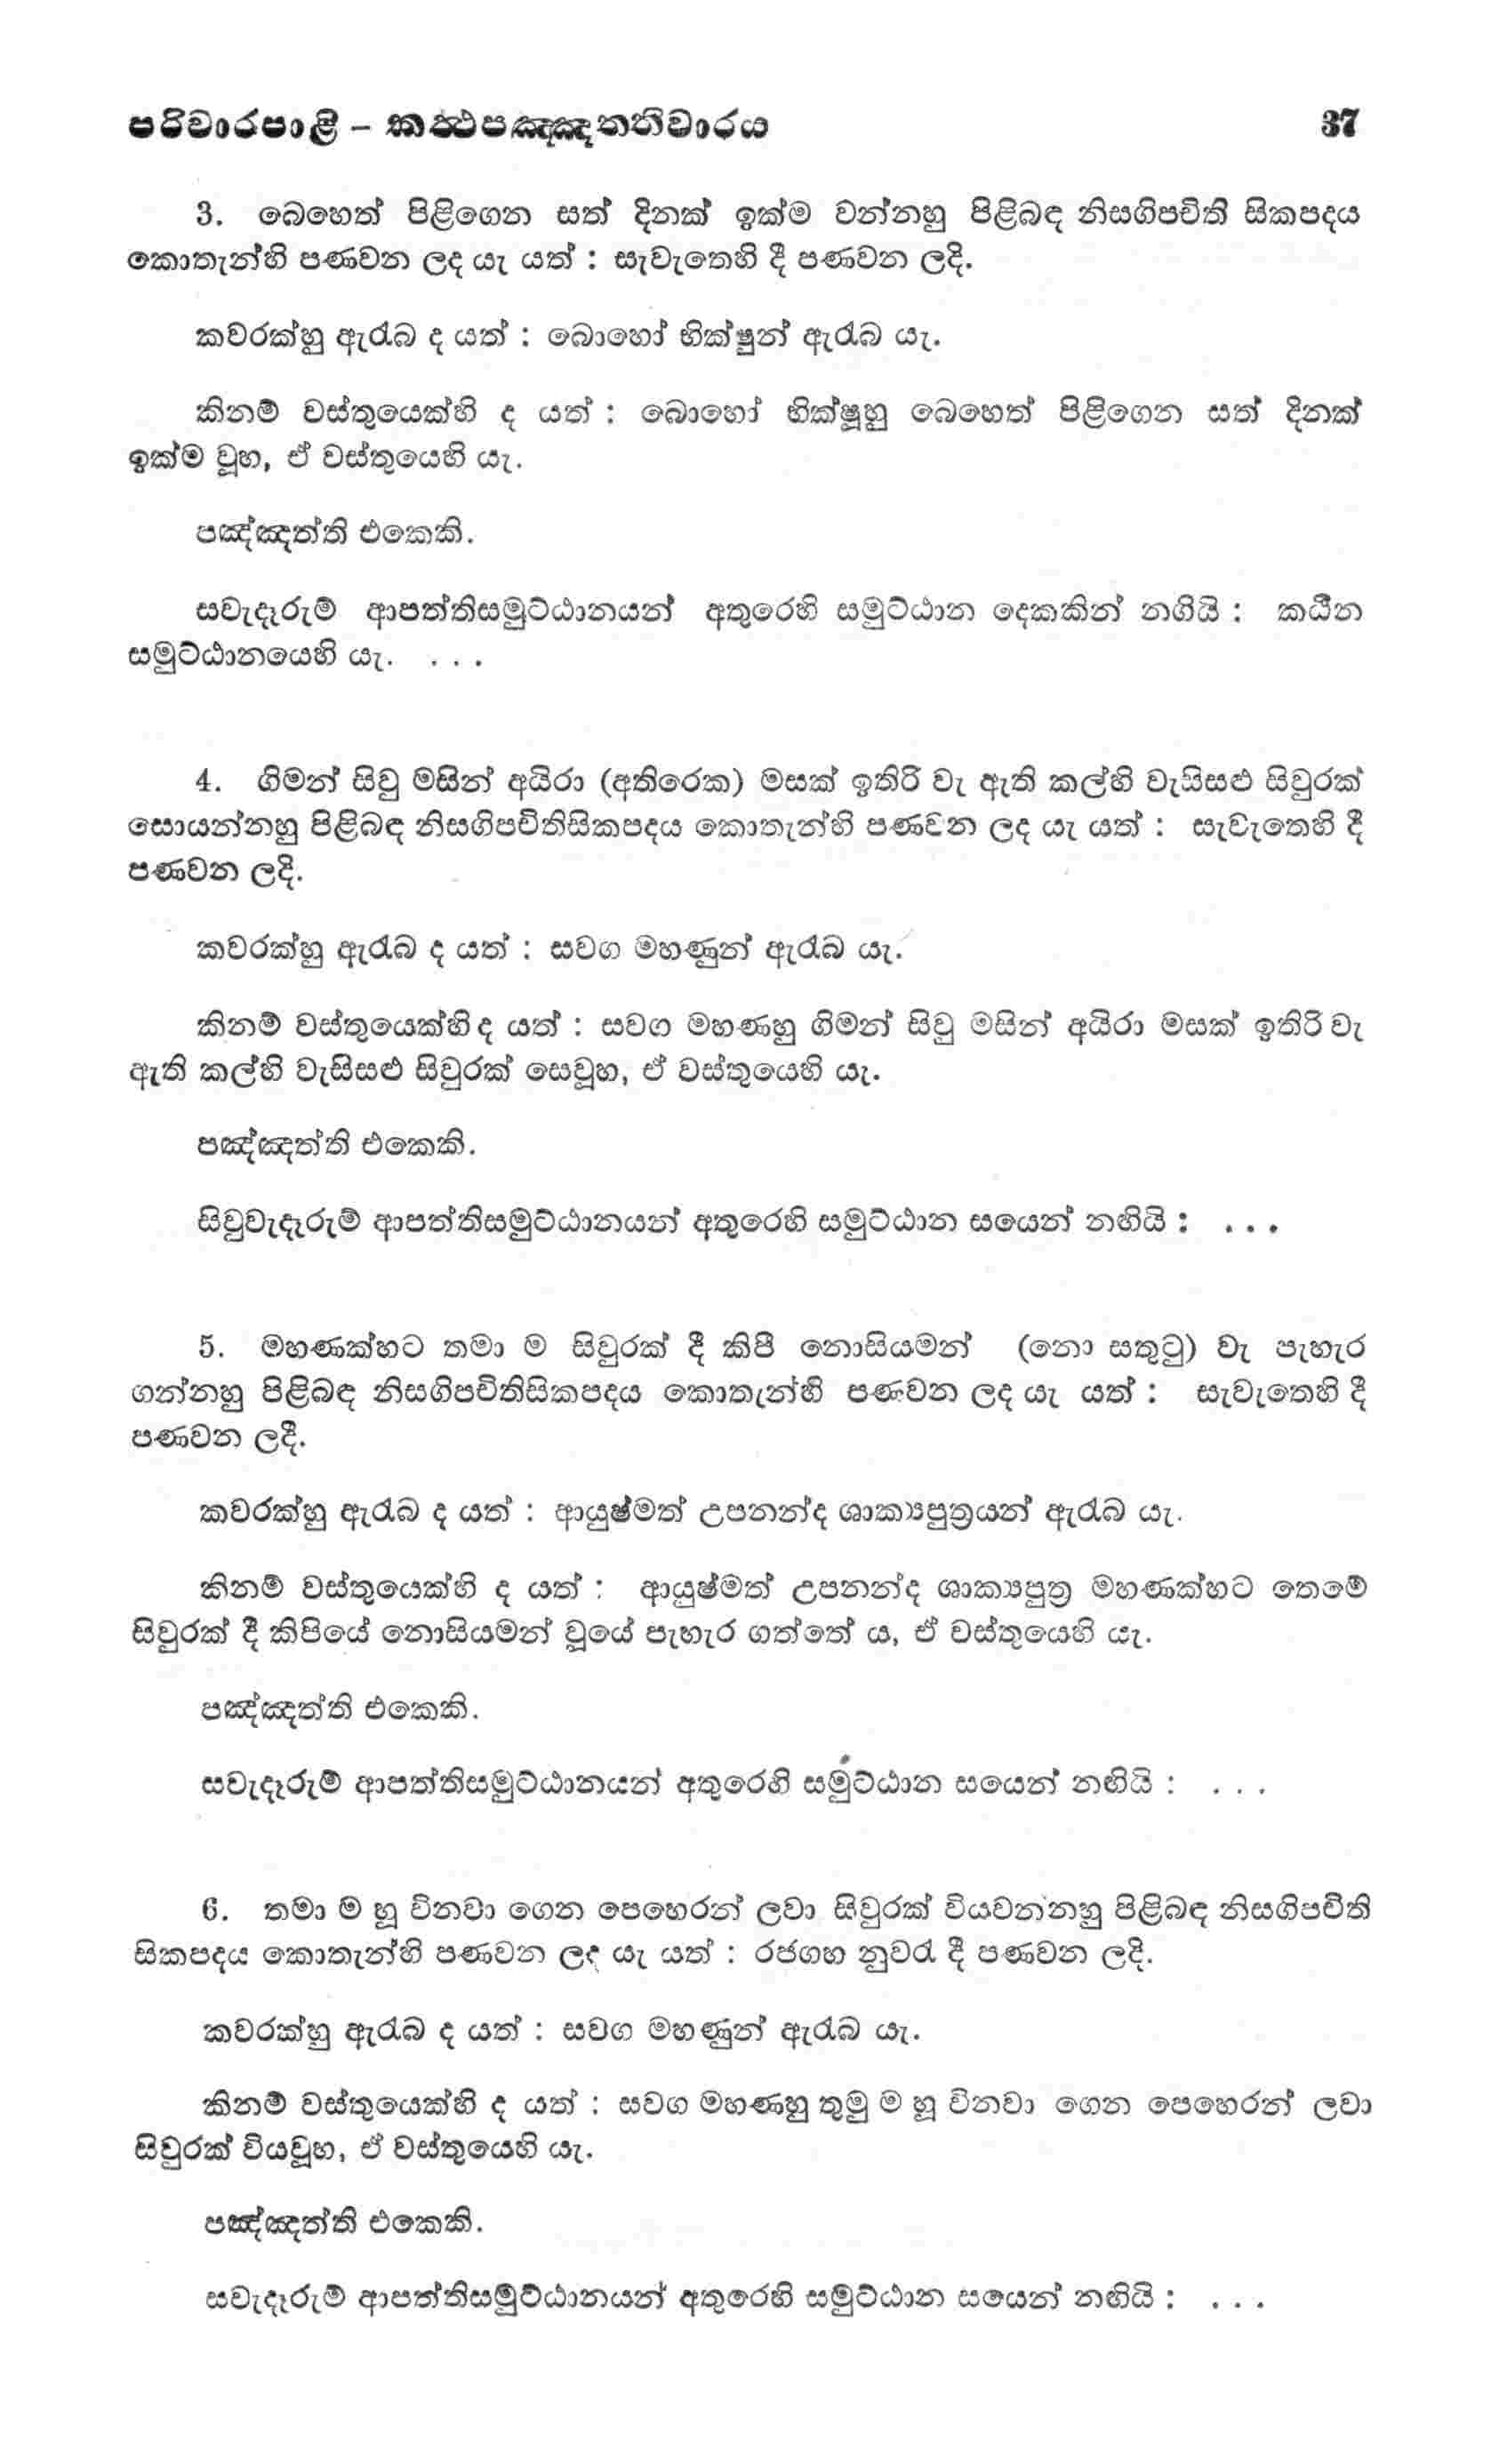 පරිවාරපාළි – කත්‍ථපඤ්ඤත්තිවාරය 37
3. බෙහෙත් පිළිගෙන සත් දිනක් ඉක්ම වන්නහු පිළිබඳ නිසගිපචිති සිකපදය
කොතැන්හි පණවන ලද යැ යත් : සැවැතෙහි දී පණවන ලදි.
කවරක්හු ඇරැබ ද යත් : බොහෝ භික්ෂුන් ඇරැබ යැ.
කිනම් වස්තුයෙක්හි ද යත් : බොහෝ භික්ෂූහු බෙහෙත් පිළිගෙන සත් දිනක්
ඉක්ම වූහ, ඒ වස්තුයෙහි යැ.
පඤ්ඤත්ති එකෙකි.
සවැදෑරුම් ආපත්තිසමුට්ඨානයන් අතුරෙහි සමුට්ඨාන දෙකකින් නගියි : කඨින
සමුට්ඨානයෙහි යැ. . . .
4. ගිමන් සිවු මසින් අයිරා (අතිරෙක) මසක් ඉතිරි වැ ඇති කල්හි වැසිසළු සිවුරක්
සොයන්නහු පිළිබඳ නිසගිපචිතිසිකපදය කොතැන්හි පණවන ලද යැ යත් : සැවැතෙහි දී
පණවන ලදි.
කවරක්හු ඇරැබ ද යත් : සවග මහණුන් ඇරැබ යැ.
කිනම් වස්තුයෙක්හි ද යත් : සවග මහණහු ගිමන් සිවු මසින් අයිරා මසක් ඉතිරි වැ
ඇති කල්හි වැසිසළු සිවුරක් සෙවූහ, ඒ වස්තුයෙහි යැ.
පඤ්ඤත්ති එකෙකි.
සිවුවැදෑරුම් ආපත්තිසමුට්ඨානයන් අතුරෙහි සමුට්ඨාන සයෙන් නඟියි : . . .
5. මහණක්හට තමා ම සිවුරක් දී කිපී නොසියමන් (නො සතුටු) වැ පැහැර
ගන්නහු පිළිබඳ නිසගිපචිතිසිකපදය කොතැන්හි පණවන ලද යැ යත් : සැවැතෙහි දී
පණවන ලදී.
කවරක්හු ඇරැබ ද යත් : ආයුෂ්මත් උපනන්ද ශාක්‍යපුත්‍රයන් ඇරැබ යැ.
කිනම් වස්තුයෙක්හි ද යත් : ආයුෂ්මත් උපනන්ද ශාක්‍යපුත්‍ර මහණක්හට තෙමේ
සිවුරක් දී කිපියේ නොසියමන් වූයේ පැහැර ගත්තේ ය, ඒ වස්තුයෙහි යැ.
පඤ්ඤත්ති එකෙකි.
සවැදෑරුම් ආපත්තිසමුට්ඨානයන් අතුරෙහි සමුට්ඨාන සයෙන් නඟියි : . . .
6. තමා ම හූ විනවා ගෙන පෙහෙරන් ලවා සිවුරක් වියවන්නහු පිළිබඳ නිසගිපචිති
සිකපදය කොතැන්හි පණවන ලද යැ යත් : රජගහ නුවරැ දී පණවන ලදි.
කවරක්හු ඇරැබ ද යත් : සවග මහණුන් ඇරැබ යැ.
කිනම් වස්තුයෙක්හි ද යත් : සවග මහණහු තුමු ම හූ විනවා ගෙන පෙහෙරන් ලවා
සිවුරක් වියවූහ, ඒ වස්තුයෙහි යැ.
පඤ්ඤත්ති එකෙකි.
සවැදෑරුම් ආපත්තිසමුට්ඨානයන් අතුරෙහි සමුට්ඨාන සයෙන් නඟියි : . . .